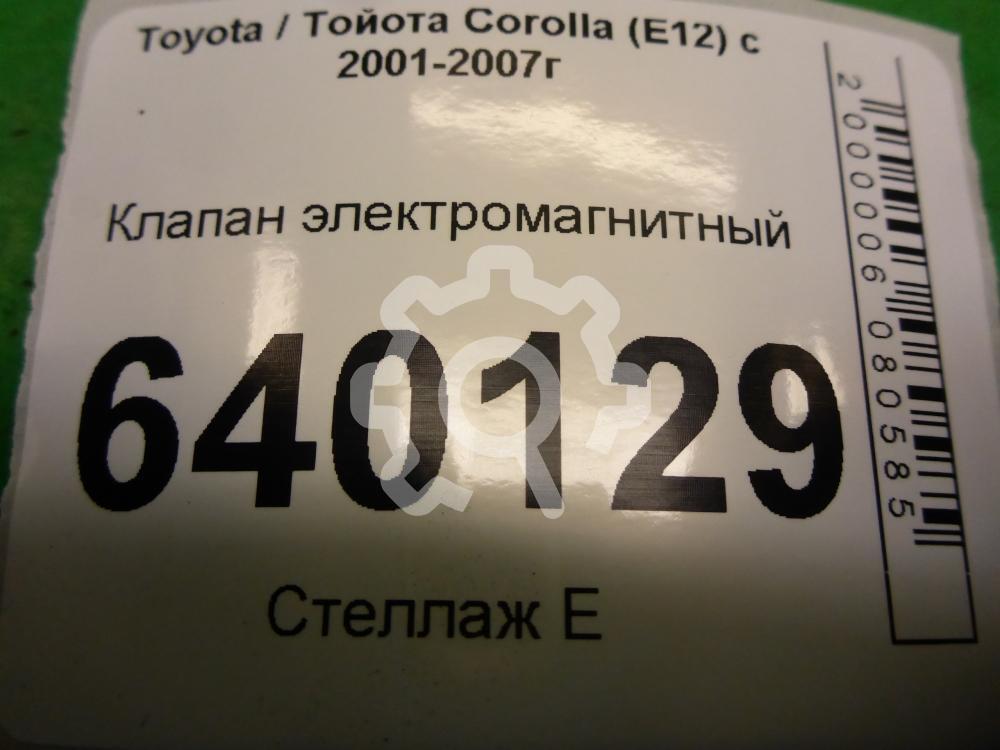 Toyota / Тойота Corolla (E12) с
2001-2007г
Клапан электромагнитный
640129
Стеллаж Е
2000006080585